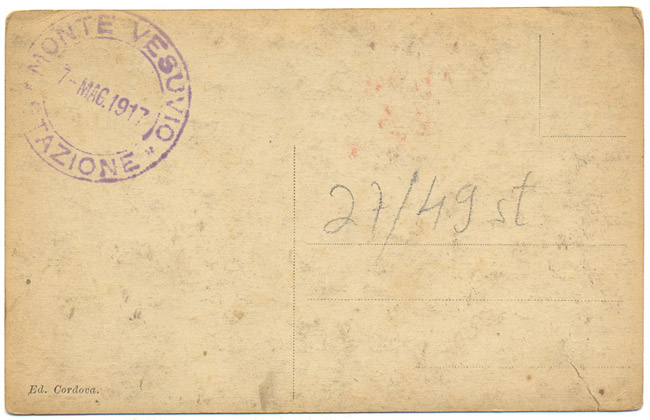 MONTE VESUVIO
7-MAG.1917
STAZIONE
27/49 st
Ed. Cordova.